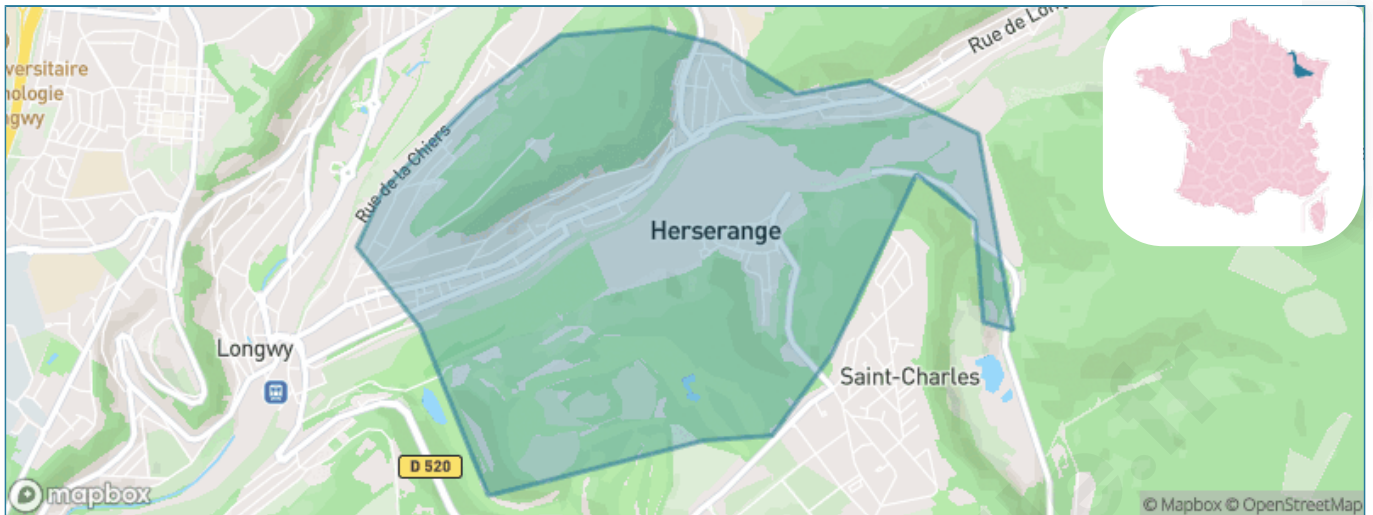 Rue de Lon
versitaire
nologie
ngwy
Rue de la Chiers
Herserange
Longwy
Saint-Charles
D 520
mapbox
© Mapbox © OpenStreetMap